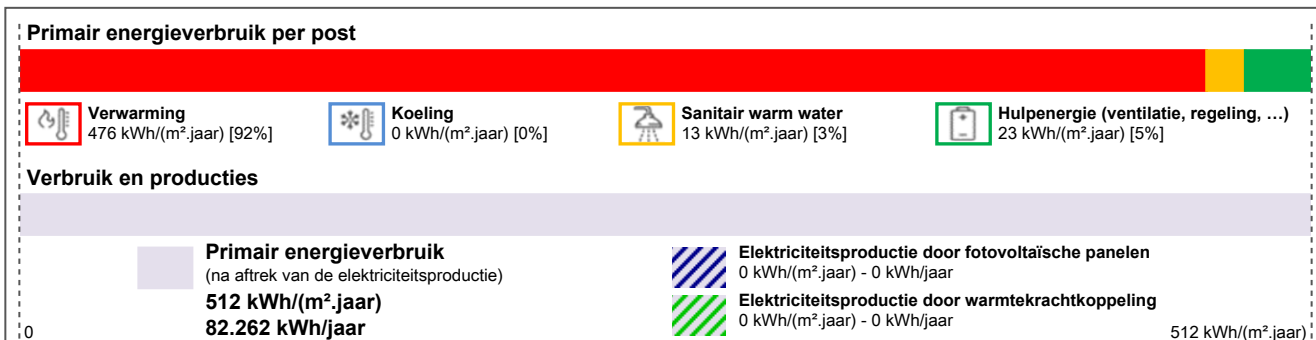 Primair energieverbruik per post
Verwarming
476 kWh/(m².jaar) [92%]
Koeling
0 kWh/(m².jaar) [0%]
Sanitair warm water
13 kWh/(m².jaar) [3%]
Hulpenergie (ventilatie, regeling, …)
23 kWh/(m².jaar) [5%]
Verbruik en producties
Primair energieverbruik
(na aftrek van de elektriciteitsproductie)
512 kWh/(m².jaar)
82.262 kWh/jaar
Elektriciteitsproductie door fotovoltaïsche panelen
0 kWh/(m².jaar) - 0 kWh/jaar
Elektriciteitsproductie door warmtekrachtkoppeling
0 kWh/(m².jaar) - 0 kWh/jaar
0
512 kWh/(m².jaar)